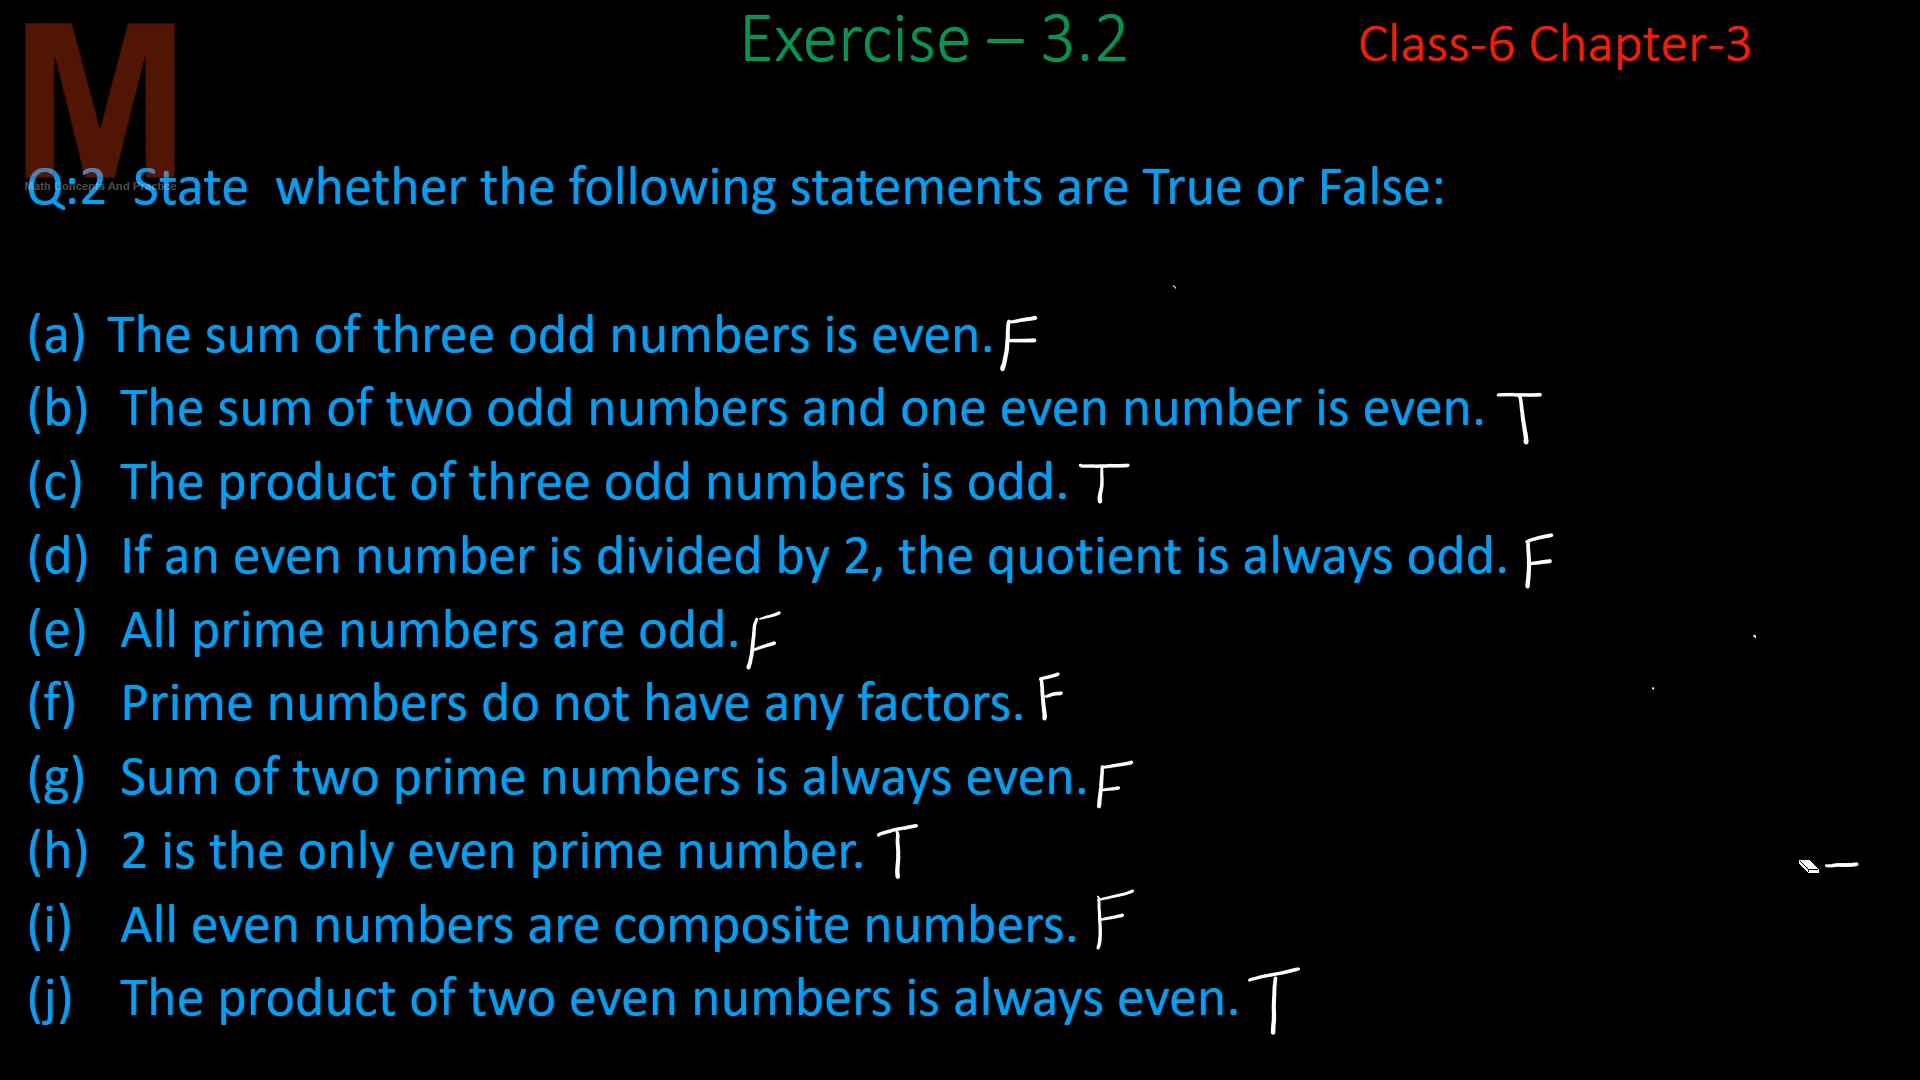 Exercise – 3.2
Class-6 Chapter-3
M
Math Concepts And Practice
Q:2 State whether the following statements are True or False:
(a) The sum of three odd numbers is even. F
(b) The sum of two odd numbers and one even number is even. T
(c) The product of three odd numbers is odd. T
(d) If an even number is divided by 2, the quotient is always odd. F
(e) All prime numbers are odd. F
(f) Prime numbers do not have any factors. F
(g) Sum of two prime numbers is always even. F
(h) 2 is the only even prime number. T
(i) All even numbers are composite numbers. F
(j) The product of two even numbers is always even. T